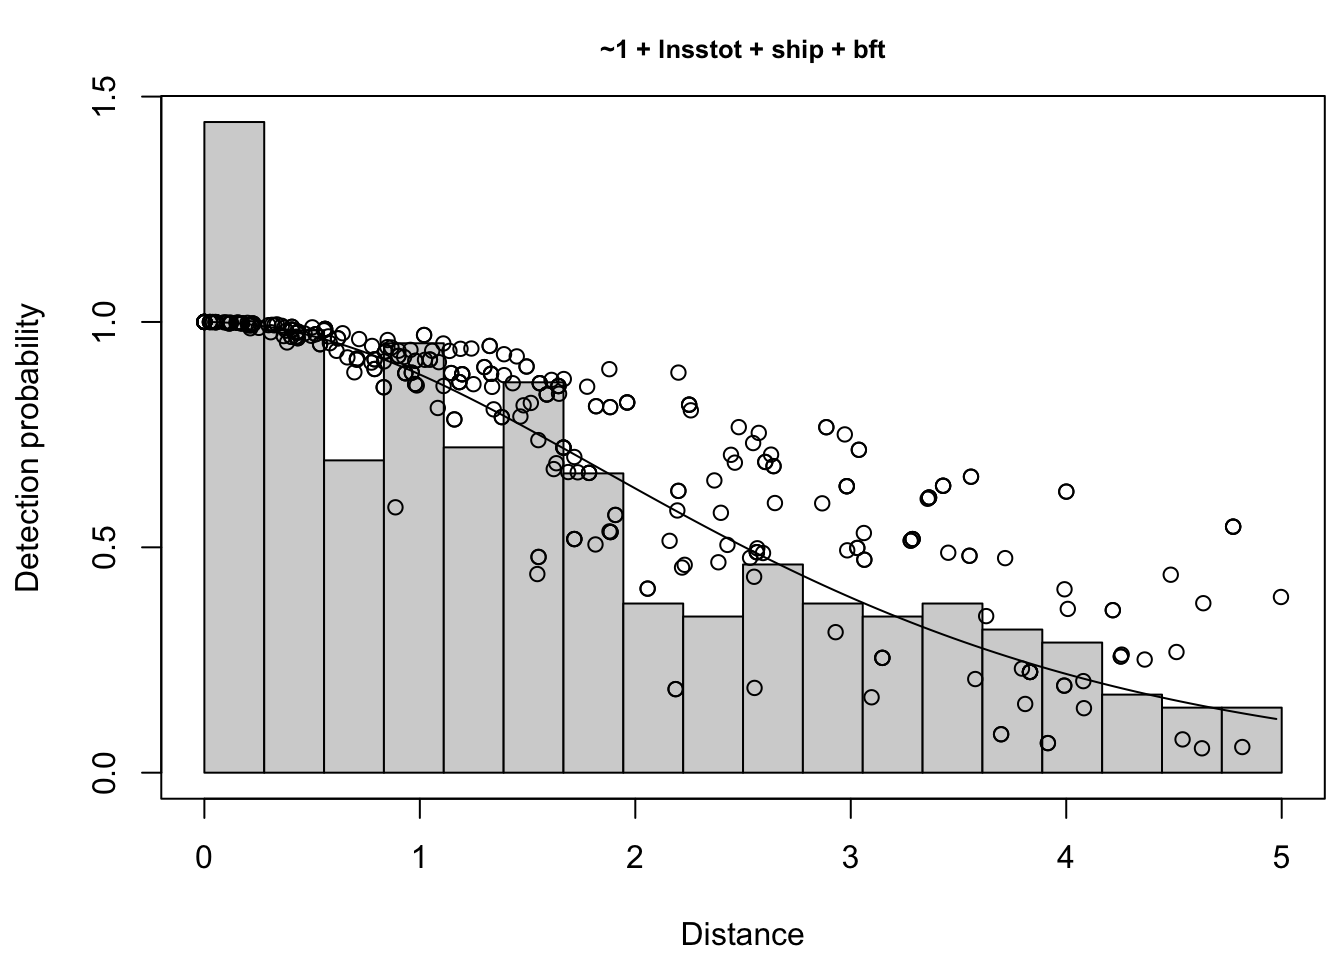 ~1 + lnsstot + ship + bft
Detection probability
1.5
1.0
0.5
0.0
0 1 2 3 4 5
Distance